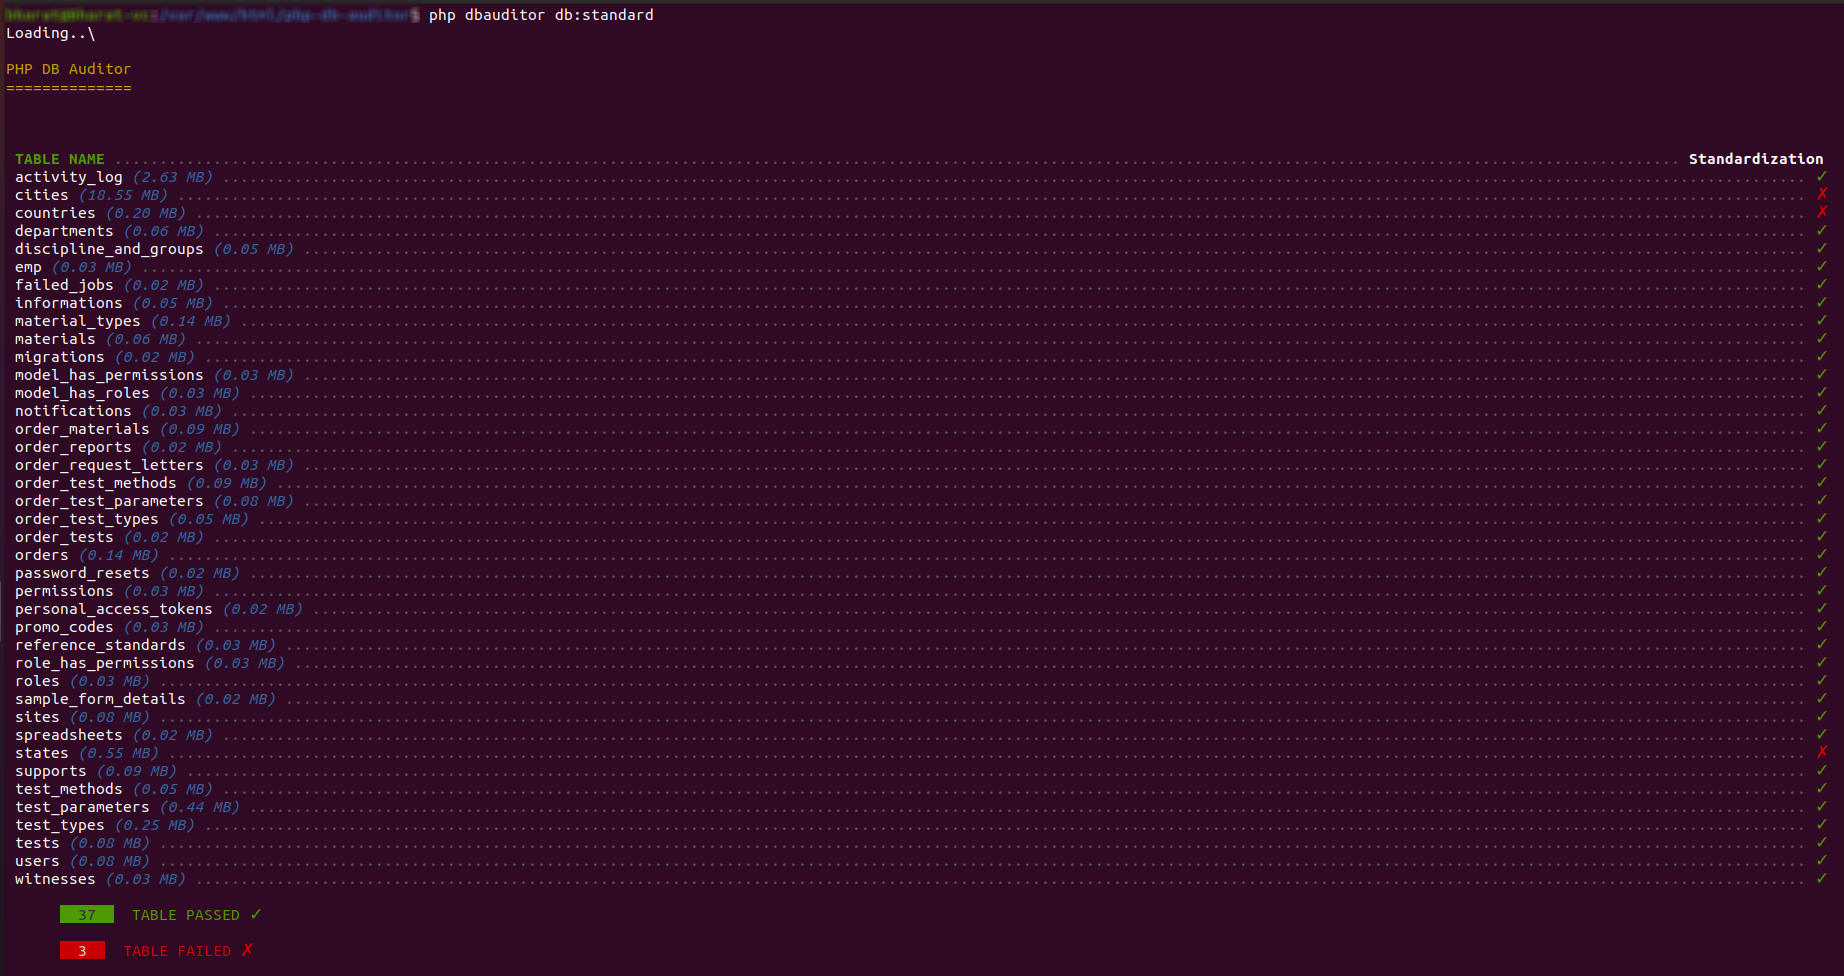 php dbauditor db:standard
Loading..\
PHP DB Auditor
==============
TABLE NAME Standardization
activity_log (2.63 MB) ✓
cities (18.55 MB) ✗
countries (0.20 MB) ✗
departments (0.06 MB) ✓
discipline_and_groups (0.05 MB) ✓
emp (0.03 MB) ✓
failed_jobs (0.02 MB) ✓
informations (0.05 MB) ✓
material_types (0.14 MB) ✓
materials (0.06 MB) ✓
migrations (0.02 MB) ✓
model_has_permissions (0.03 MB) ✓
model_has_roles (0.03 MB) ✓
notifications (0.03 MB) ✓
order_materials (0.09 MB) ✓
order_reports (0.02 MB) ✓
order_request_letters (0.03 MB) ✓
order_test_methods (0.09 MB) ✓
order_test_parameters (0.08 MB) ✓
order_test_types (0.05 MB) ✓
order_tests (0.02 MB) ✓
orders (0.14 MB) ✓
password_resets (0.02 MB) ✓
permissions (0.03 MB) ✓
personal_access_tokens (0.02 MB) ✓
promo_codes (0.03 MB) ✓
reference_standards (0.03 MB) ✓
role_has_permissions (0.03 MB) ✓
roles (0.03 MB) ✓
sample_form_details (0.02 MB) ✓
sites (0.08 MB) ✓
spreadsheets (0.02 MB) ✓
states (0.55 MB) ✗
supports (0.09 MB) ✓
test_methods (0.05 MB) ✓
test_parameters (0.44 MB) ✓
test_types (0.25 MB) ✓
tests (0.08 MB) ✓
users (0.08 MB) ✓
witnesses (0.03 MB) ✓
37 TABLE PASSED ✓
3 TABLE FAILED ✗